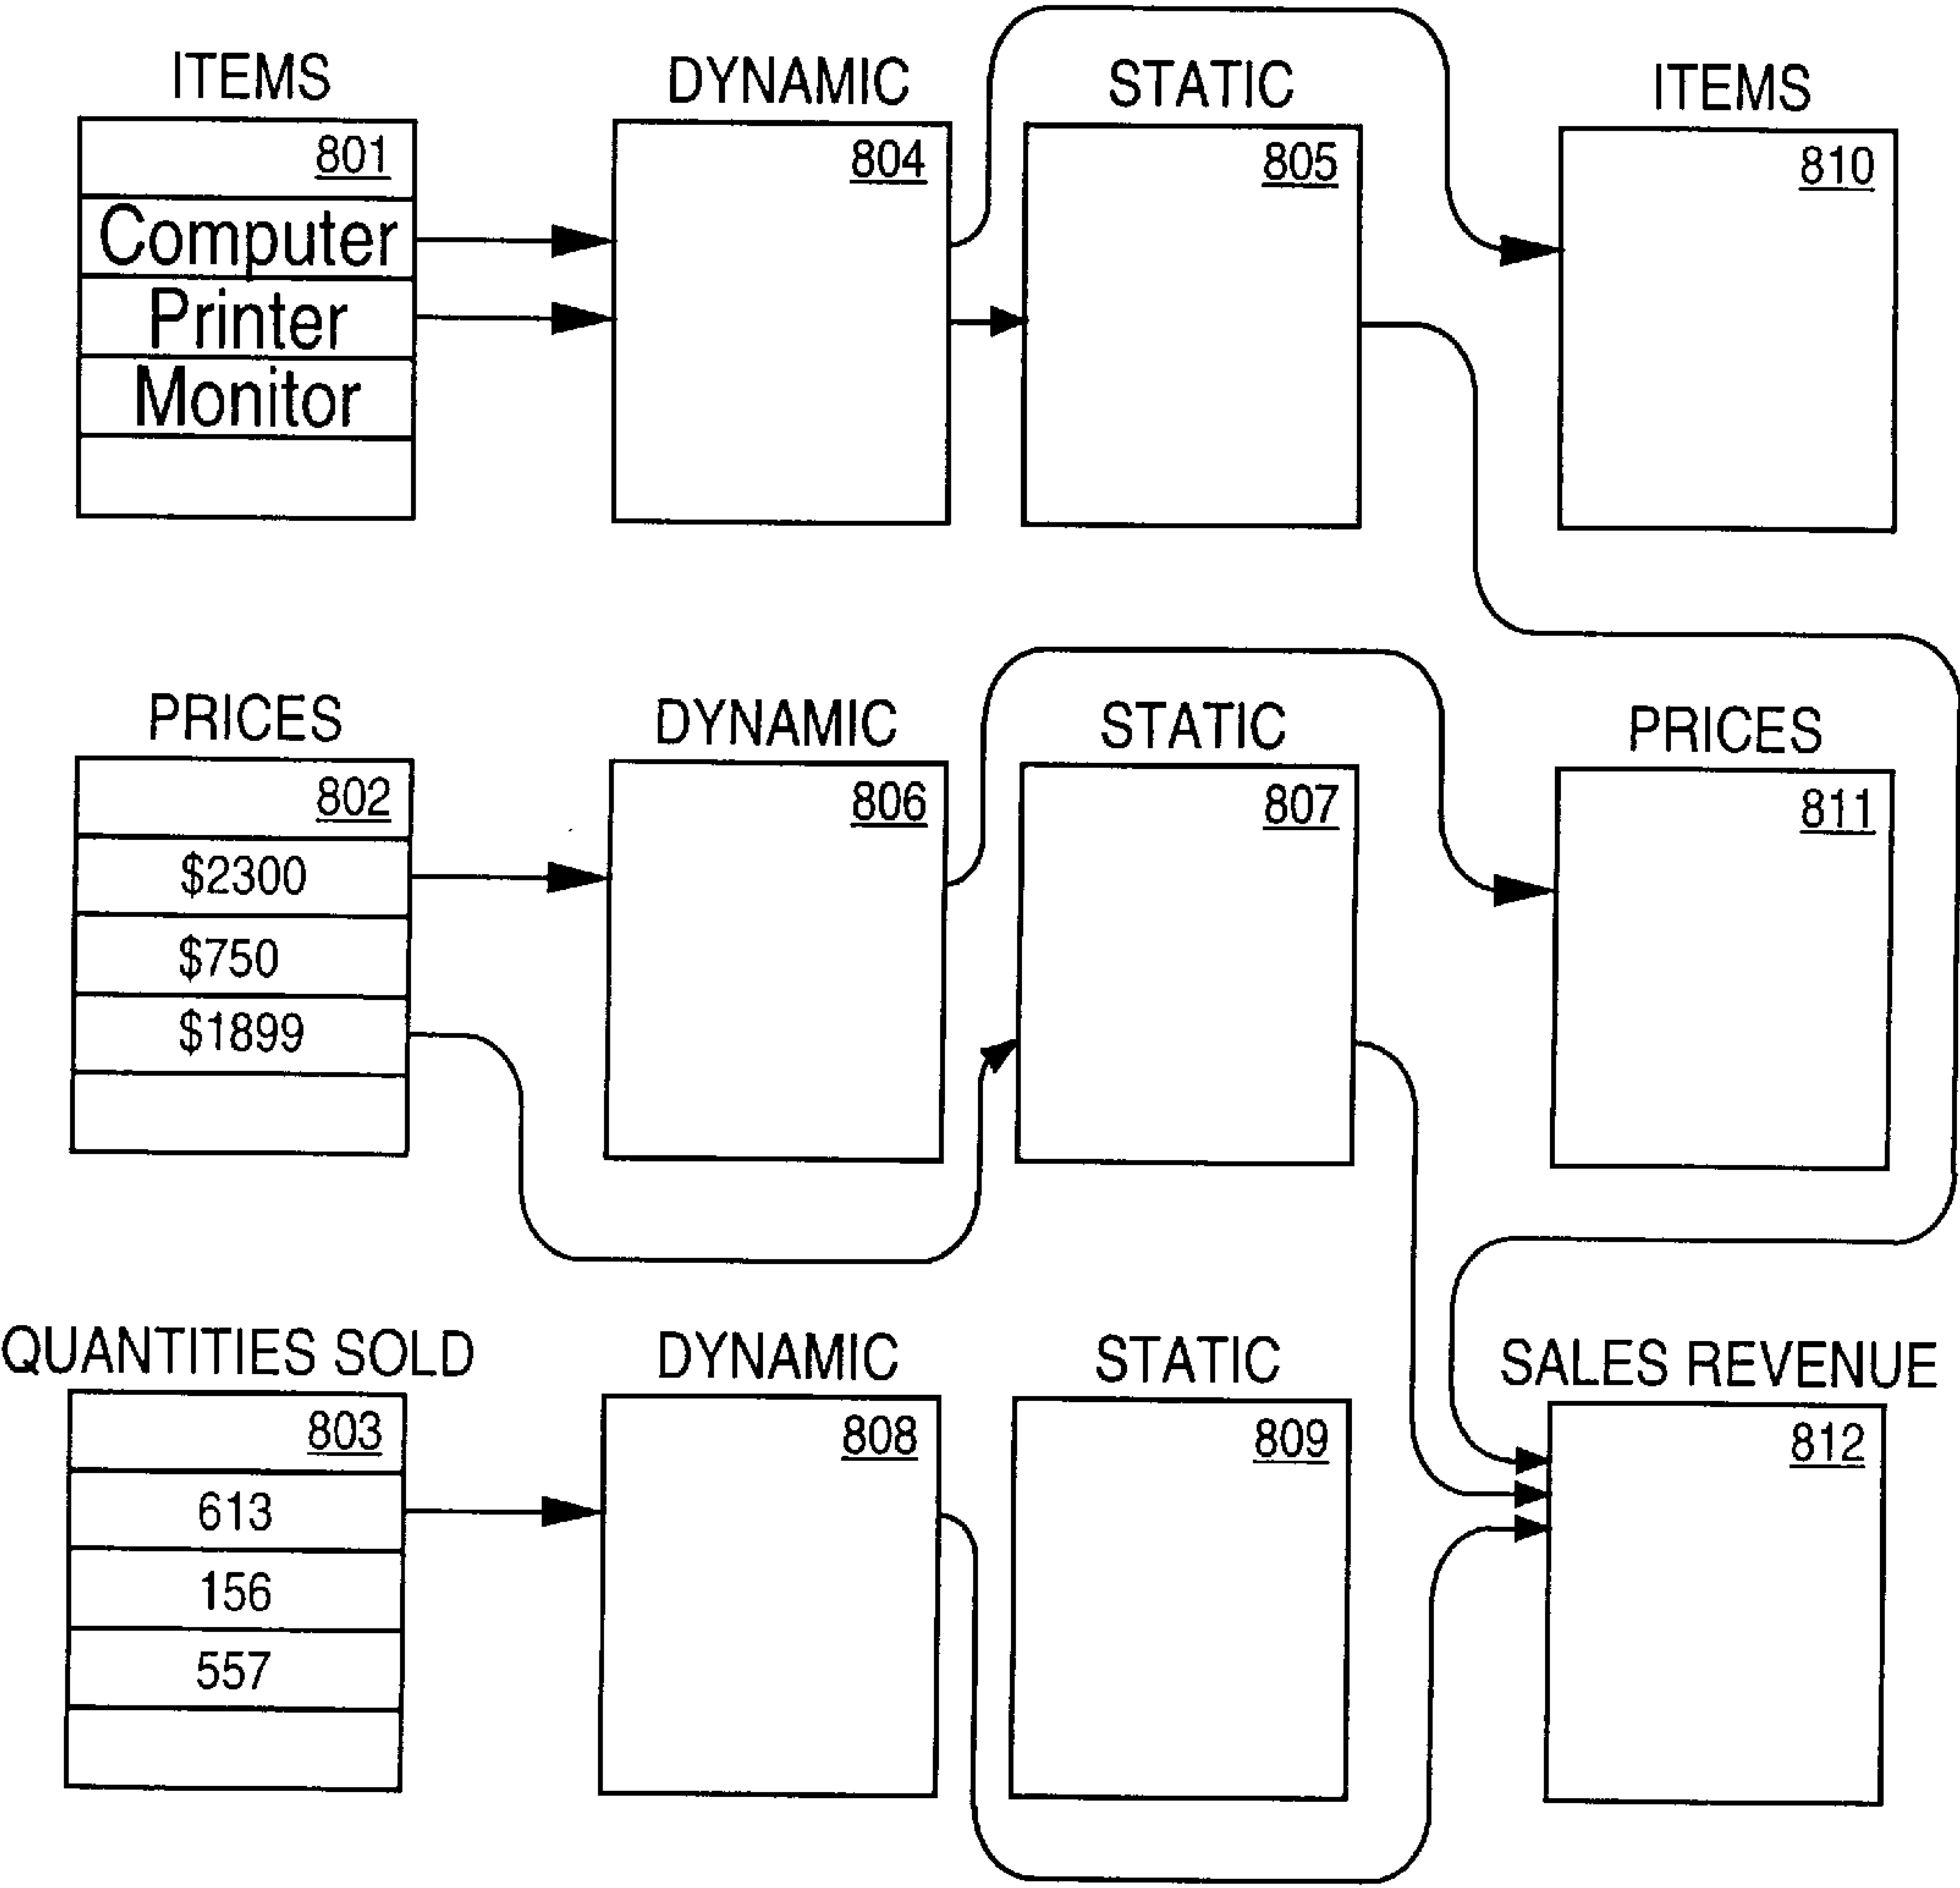 ITEMS
DYNAMIC
STATIC
ITEMS
801
804
805
810
Computer
Printer
Monitor
PRICES
DYNAMIC
STATIC
PRICES
802
806
807
811
$2300
$750
$1899
QUANTITIES SOLD
DYNAMIC
STATIC
SALES REVENUE
803
808
809
812
613
156
557